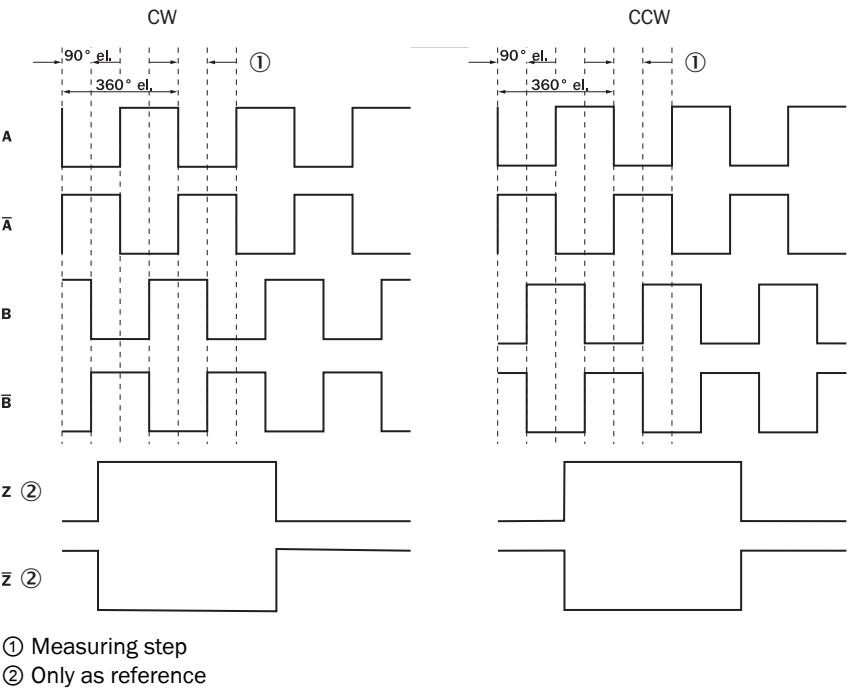 CW
CCW
90° el.
①
90° el.
①
360° el.
360° el.
A
A̅
B
B̅
Z ②
Z̅ ②
① Measuring step
② Only as reference